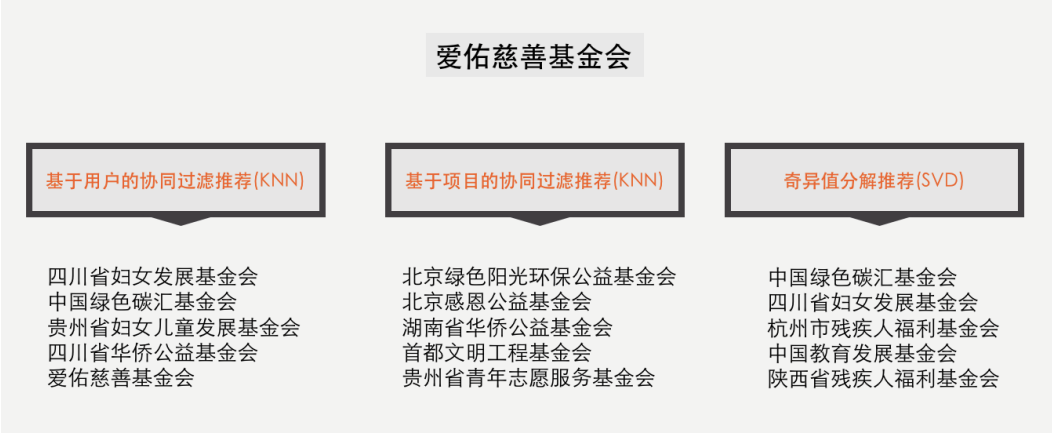 爱佑慈善基金会
基于用户的协同过滤推荐(KNN)
四川省妇女发展基金会
中国绿色碳汇基金会
贵州省妇女儿童发展基金会
四川省华侨公益基金会
爱佑慈善基金会
基于项目的协同过滤推荐(KNN)
北京绿色阳光环保公益基金会
北京感恩公益基金会
湖南省华侨公益基金会
首都文明工程基金会
贵州省青年志愿服务基金会
奇异值分解推荐(SVD)
中国绿色碳汇基金会
四川省妇女发展基金会
杭州市残疾人福利基金会
中国教育发展基金会
陕西省残疾人福利基金会